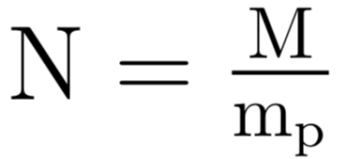 N = M / m_p